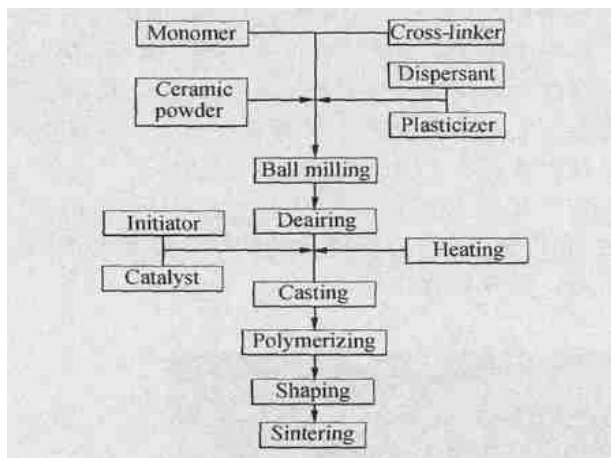 Monomer
Cross-linker
Dispersant
Ceramic
powder
Plasticizer
Ball milling
Deairing
Initiator
Heating
Catalyst
Casting
Polymerizing
Shaping
Sintering